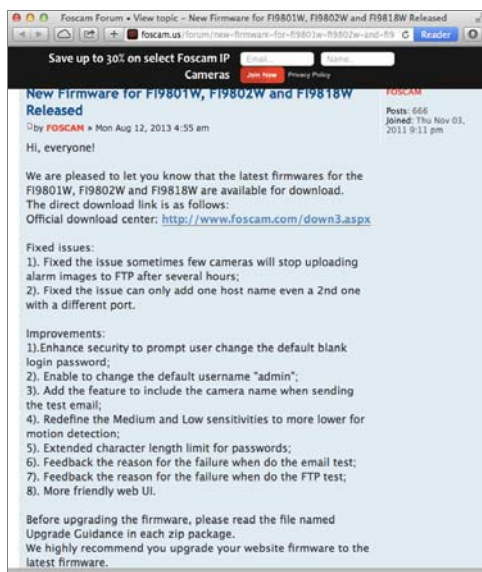 Foscam Forum • View topic – New Firmware for FI9801W, FI9802W and FI9818W Released
foscam.us/forum/new-firmware-for-fi9801w-fi9802w-and-fi9
Reader
Save up to 30% on select Foscam IP
Cameras
Email...
Name...
Join Now
Privacy Policy
New Firmware for FI9801W, FI9802W and FI9818W
Released
by FOSCAM » Mon Aug 12, 2013 4:55 am
FOSCAM
Posts: 666
Joined: Thu Nov 03,
2011 9:11 pm
Hi, everyone!
We are pleased to let you know that the latest firmwares for the
FI9801W, FI9802W and FI9818W are available for download.
The direct download link is as follows:
Official download center: http://www.foscam.com/down3.aspx
Fixed issues:
1). Fixed the issue sometimes few cameras will stop uploading
alarm images to FTP after several hours;
2). Fixed the issue can only add one host name even a 2nd one
with a different port.
Improvements:
1).Enhance security to prompt user change the default blank
login password;
2). Enable to change the default username "admin";
3). Add the feature to include the camera name when sending
the test email;
4). Redefine the Medium and Low sensitivities to more lower for
motion detection;
5). Extended character length limit for passwords;
6). Feedback the reason for the failure when do the email test;
7). Feedback the reason for the failure when do the FTP test;
8). More friendly web UI.
Before upgrading the firmware, please read the file named
Upgrade Guidance in each zip package.
We highly recommend you upgrade your website firmware to the
latest firmware.